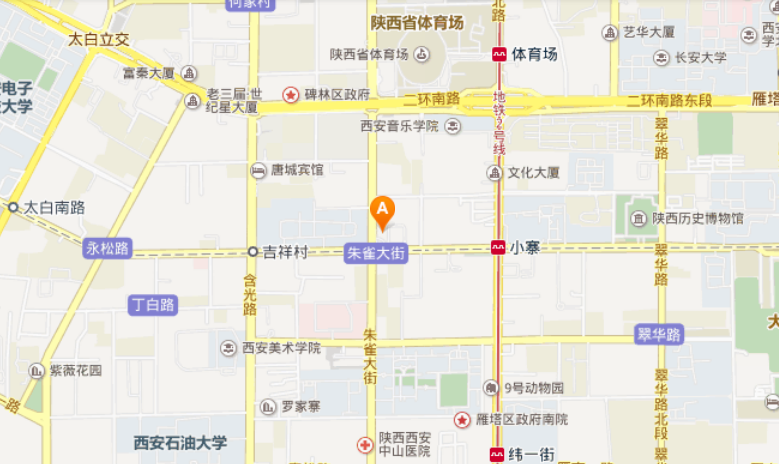 何家村
北路
陕西省体育场
太白立交
艺华大厦
陕西省体育场
体育场
长安大学
富秦大厦
老三届·世
纪星大厦
碑林区政府
电子
大学
二环南路
地铁2号线
二环南路东段
雁塔
西安音乐学院
翠华路
唐城宾馆
文化大厦
A
太白南路
陕西历史博物馆
永松路
吉祥村
朱雀大街
小寨
翠华路
含光路
丁白路
朱雀大街
翠华路
西安美术学院
紫薇花园
9号动物园
翠华路北段
罗家寨
雁塔区政府南院
西安石油大学
陕西西安
中山医院
纬一街